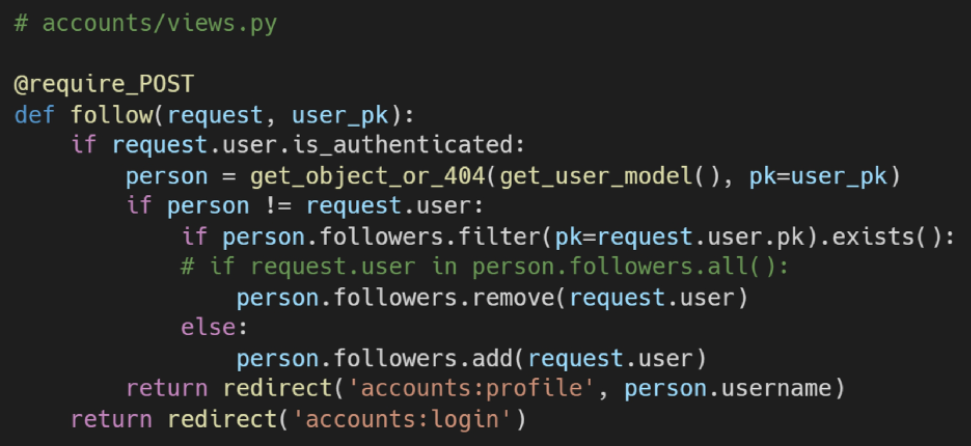 # accounts/views.py

@require_POST
def follow(request, user_pk):
    if request.user.is_authenticated:
        person = get_object_or_404(get_user_model(), pk=user_pk)
        if person != request.user:
            if person.followers.filter(pk=request.user.pk).exists():
            # if request.user in person.followers.all():
                person.followers.remove(request.user)
            else:
                person.followers.add(request.user)
        return redirect('accounts:profile', person.username)
    return redirect('accounts:login')